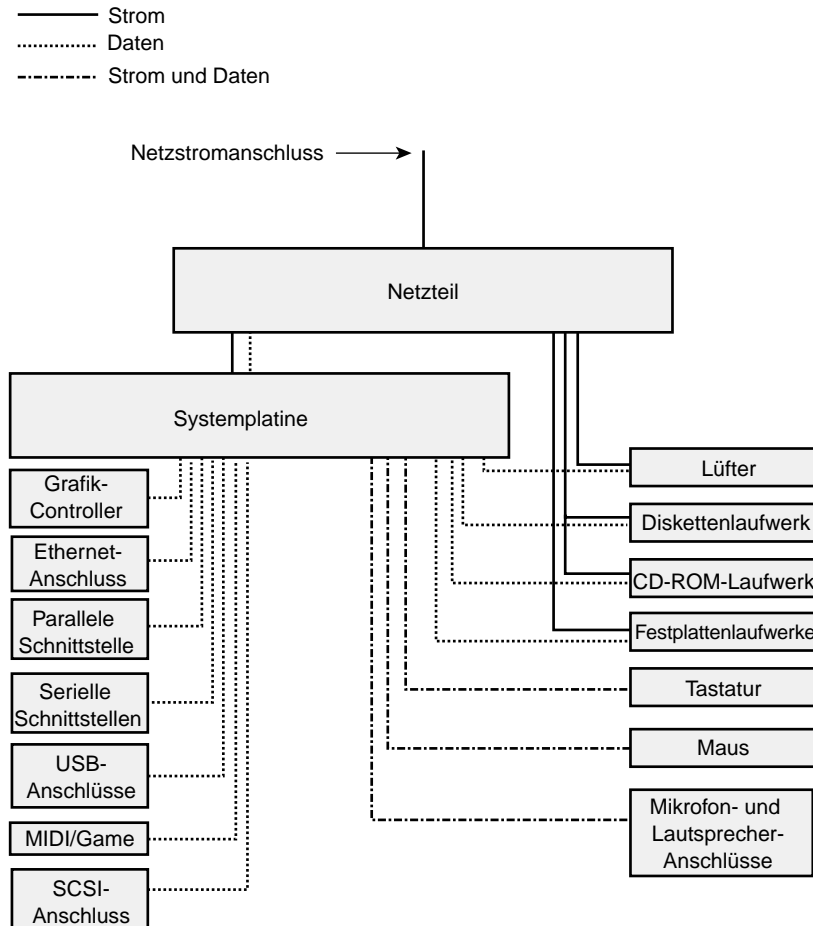 Strom
Daten
Strom und Daten
Netzstromanschluss
Netzteil
Systemplatine
Grafik-
Controller
Ethernet-
Anschluss
Parallele
Schnittstelle
Serielle
Schnittstellen
USB-
Anschlüsse
MIDI/Game
SCSI-
Anschluss
Lüfter
Diskettenlaufwerk
CD-ROM-Laufwerk
Festplattenlaufwerke
Tastatur
Maus
Mikrofon- und
Lautsprecher-
Anschlüsse